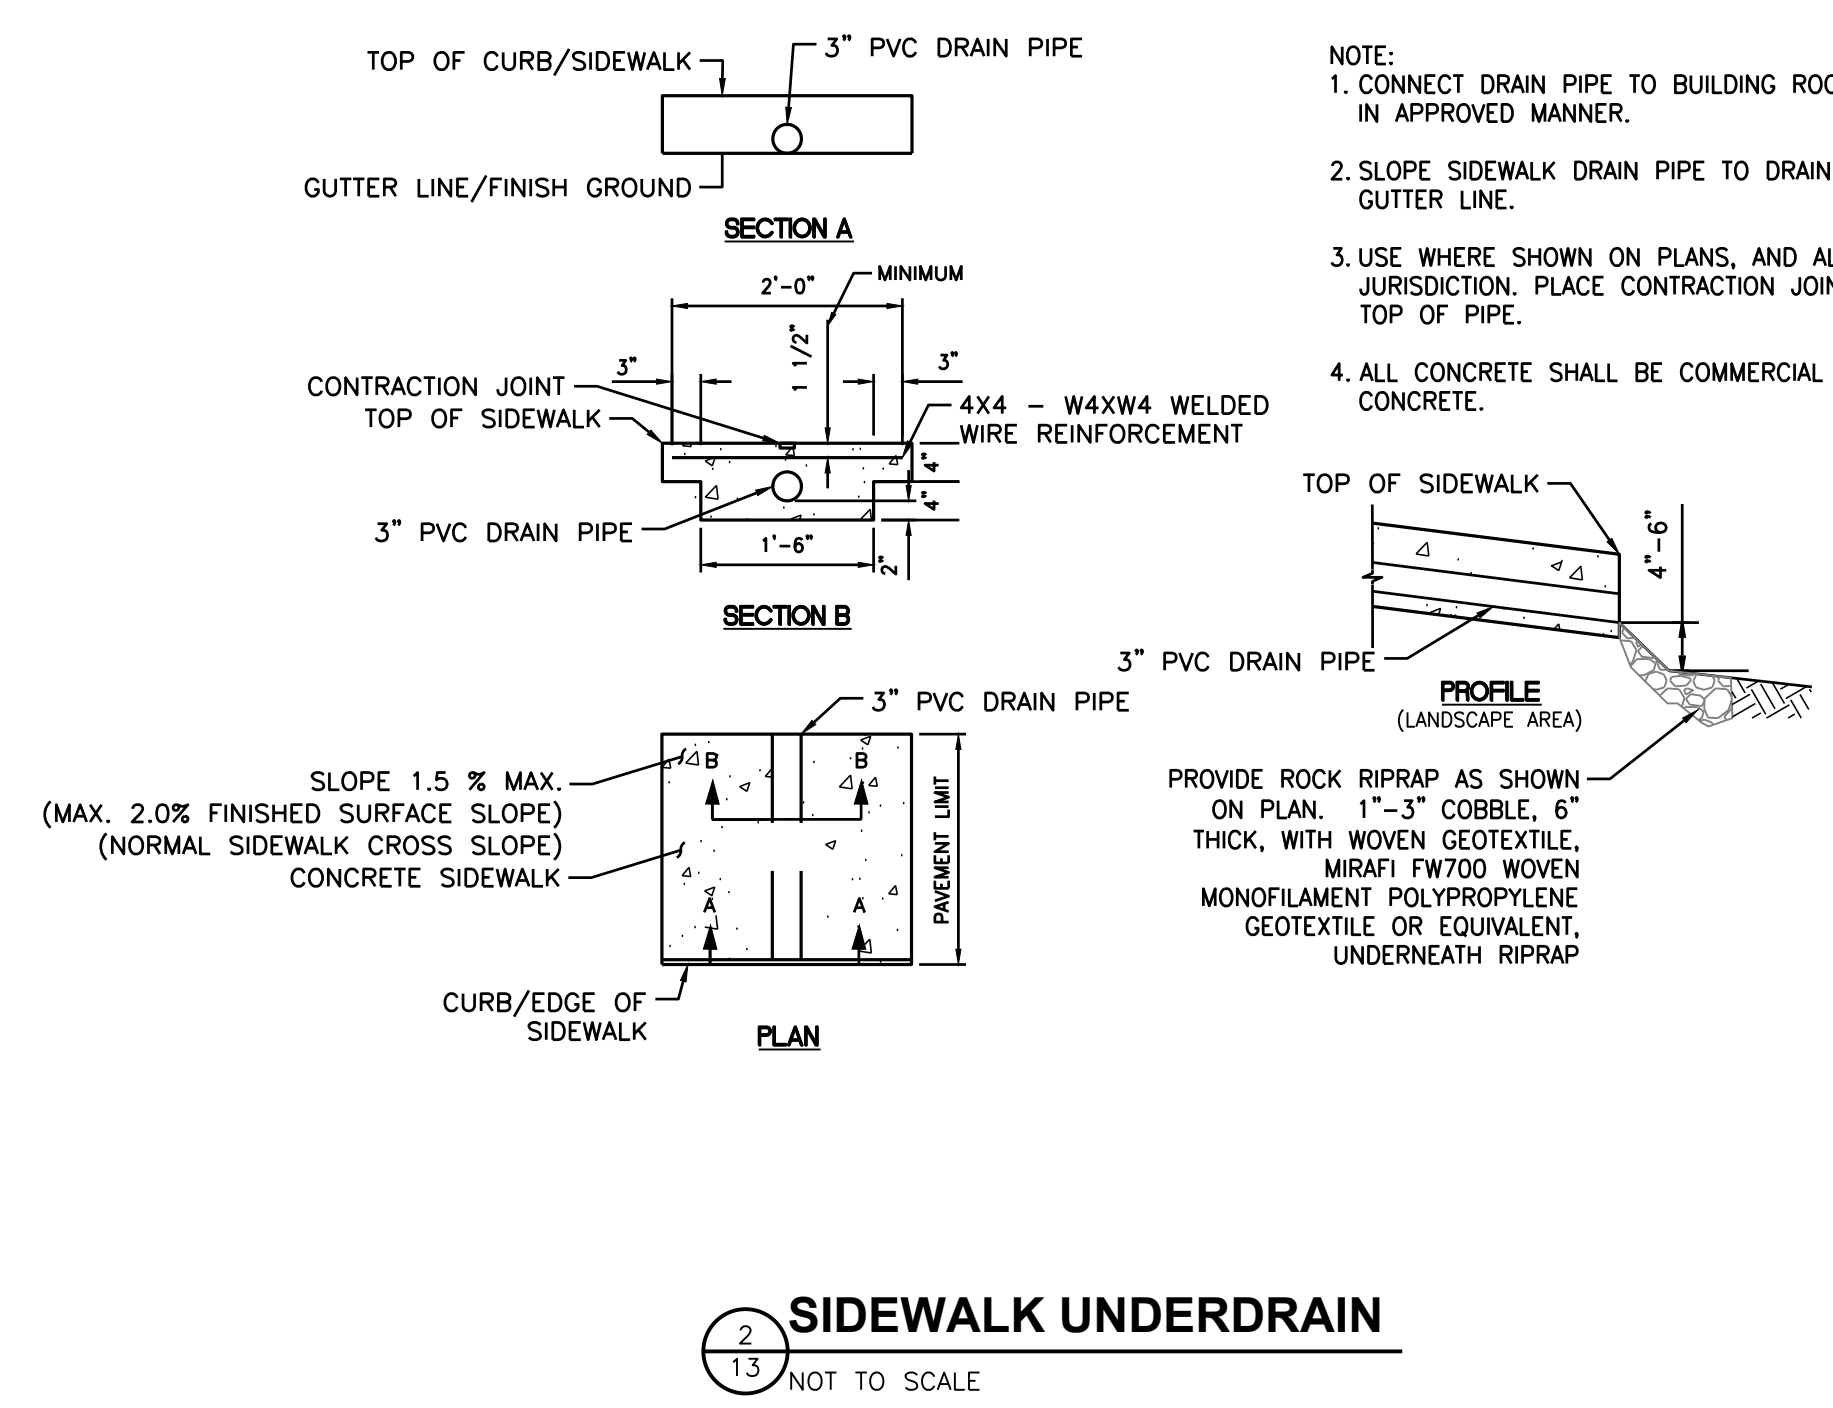 TOP OF CURB/SIDEWALK
3" PVC DRAIN PIPE
GUTTER LINE/FINISH GROUND
SECTION A
2'-0"
MINIMUM
1 1/2"
3"
3"
CONTRACTION JOINT
TOP OF SIDEWALK
4X4 - W4XW4 WELDED
WIRE REINFORCEMENT
4"
4"
3" PVC DRAIN PIPE
1'-6"
2"
SECTION B
3" PVC DRAIN PIPE
SLOPE 1.5 % MAX.
(MAX. 2.0% FINISHED SURFACE SLOPE)
(NORMAL SIDEWALK CROSS SLOPE)
CONCRETE SIDEWALK
B
B
A
A
PAVEMENT LIMIT
CURB/EDGE OF
SIDEWALK
PLAN
NOTE:
1. CONNECT DRAIN PIPE TO BUILDING
IN APPROVED MANNER.
2. SLOPE SIDEWALK DRAIN PIPE TO DRAIN
GUTTER LINE.
3. USE WHERE SHOWN ON PLANS, AND
JURISDICTION. PLACE CONTRACTION
TOP OF PIPE.
4. ALL CONCRETE SHALL BE COMMERCIAL
CONCRETE.
TOP OF SIDEWALK
4"-6"
3" PVC DRAIN PIPE
PROFILE
(LANDSCAPE AREA)
PROVIDE ROCK RIPRAP AS SHOWN
ON PLAN. 1"-3" COBBLE, 6"
THICK, WITH WOVEN GEOTEXTILE,
MIRAFI FW700 WOVEN
MONOFILAMENT POLYPROPYLENE
GEOTEXTILE OR EQUIVALENT,
UNDERNEATH RIPRAP
2
13
SIDEWALK UNDERDRAIN
NOT TO SCALE